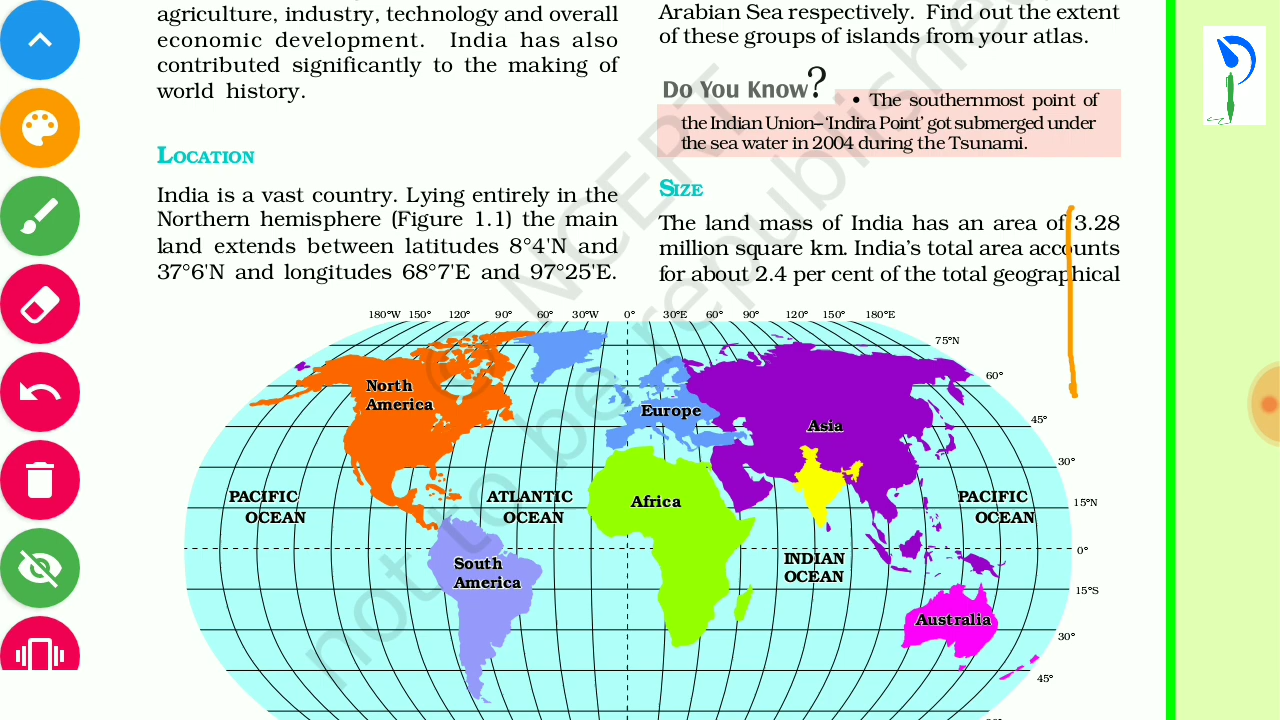 agriculture, industry, technology and overall
economic development. India has also
contributed significantly to the making of
world history.
LOCATION
India is a vast country. Lying entirely in the
Northern hemisphere (Figure 1.1) the main
land extends between latitudes 8°4'N and
37°6'N and longitudes 68°7'E and 97°25'E.
Arabian Sea respectively. Find out the extent
of these groups of islands from your atlas.
Do You Know?
• The southernmost point of
the Indian Union–'Indira Point' got submerged under
the sea water in 2004 during the Tsunami.
SIZE
The land mass of India has an area of 3.28
million square km. India's total area accounts
for about 2.4 per cent of the total geographical
180°W 150° 120° 90° 60° 30°W 0° 30°E 60° 90° 120° 150° 180°E
75°N
60°
45°
30°
15°N
0°
15°S
30°
45°
North
America
Europe
Asia
PACIFIC
OCEAN
ATLANTIC
OCEAN
Africa
PACIFIC
OCEAN
INDIAN
OCEAN
South
America
Australia
© NCERT
not to be republished